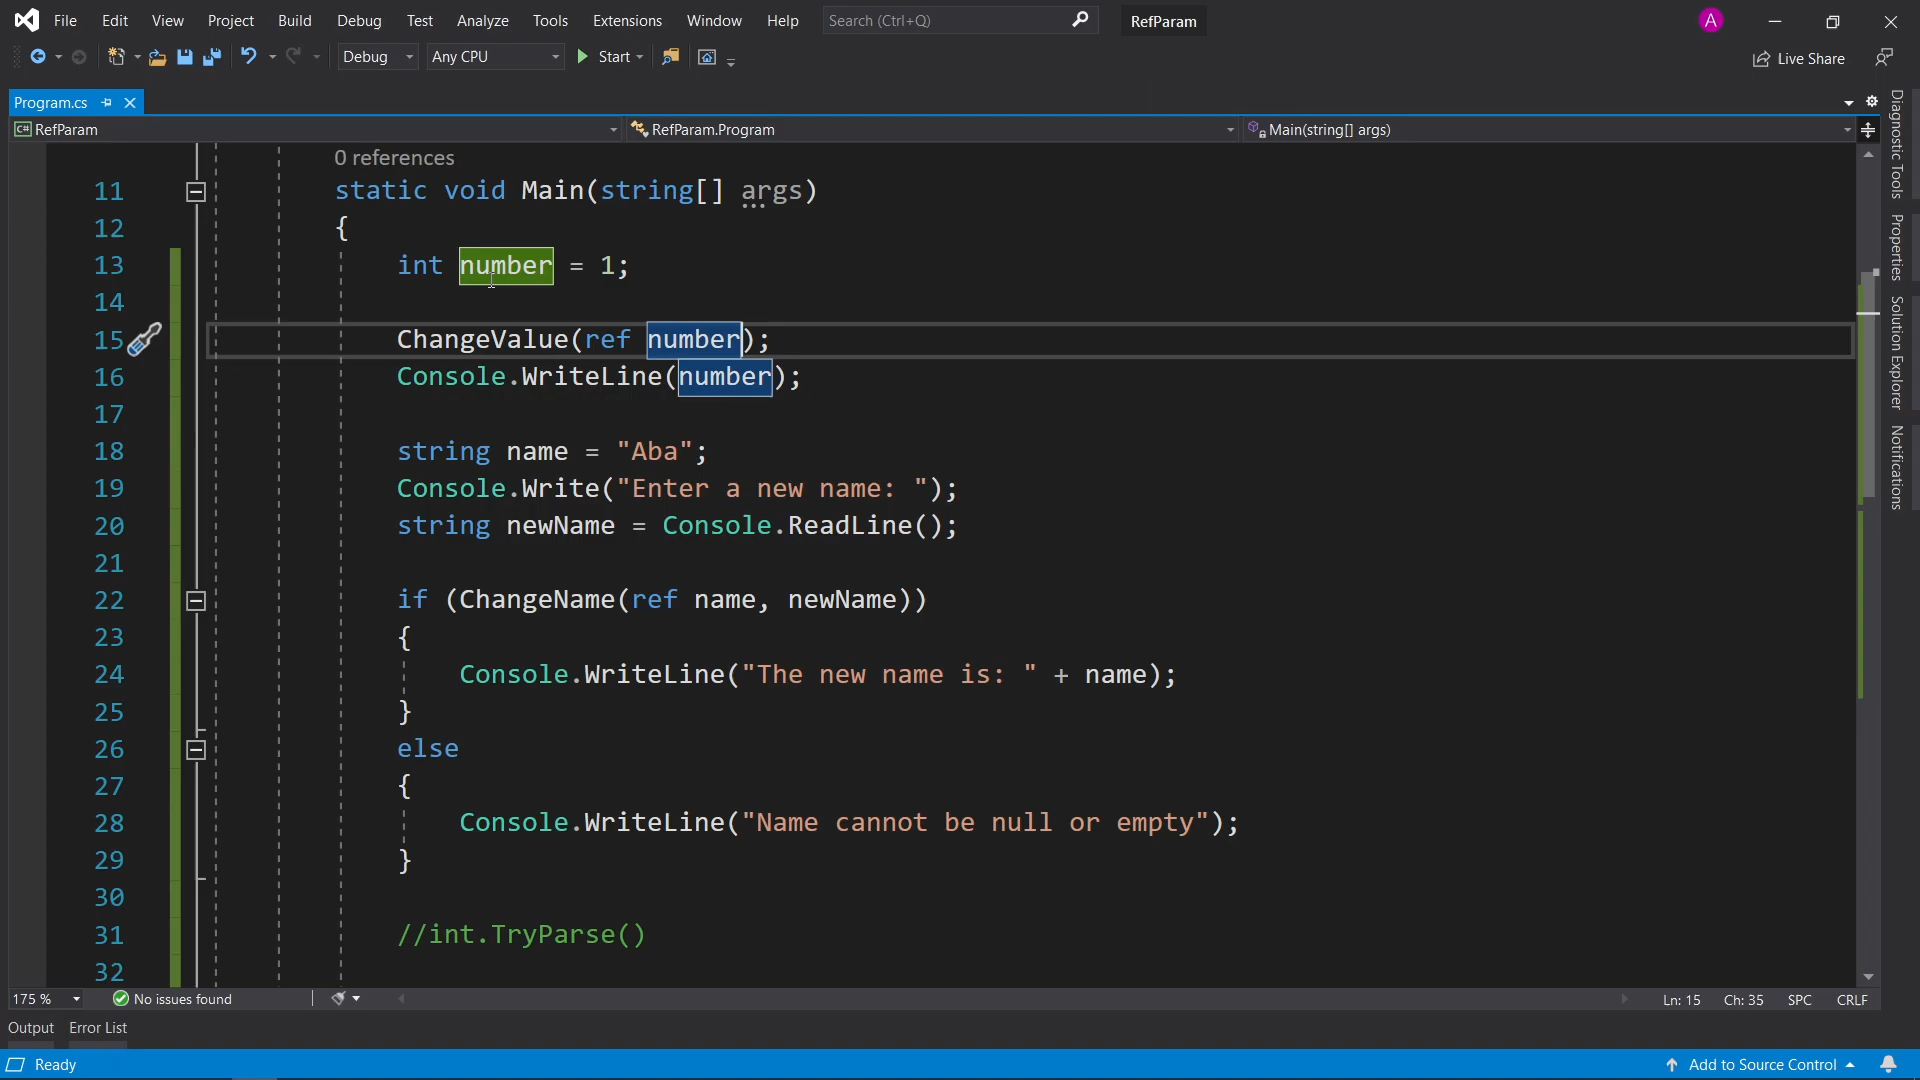 File Edit View Project Build Debug Test Analyze Tools Extensions Window Help Search (Ctrl+Q) RefParam A
Debug Any CPU Start Live Share
Program.cs
C# RefParam RefParam.Program Main(string[] args)
0 references
11 static void Main(string[] args)
12 {
13 int number = 1;
14
15 ChangeValue(ref number);
16 Console.WriteLine(number);
17
18 string name = "Aba";
19 Console.Write("Enter a new name: ");
20 string newName = Console.ReadLine();
21
22 if (ChangeName(ref name, newName))
23 {
24 Console.WriteLine("The new name is: " + name);
25 }
26 else
27 {
28 Console.WriteLine("Name cannot be null or empty");
29 }
30
31 //int.TryParse()
32
Diagnostic Tools
Properties
Solution Explorer
Notifications
175 % No issues found Ln: 15 Ch: 35 SPC CRLF
Output Error List
Ready Add to Source Control